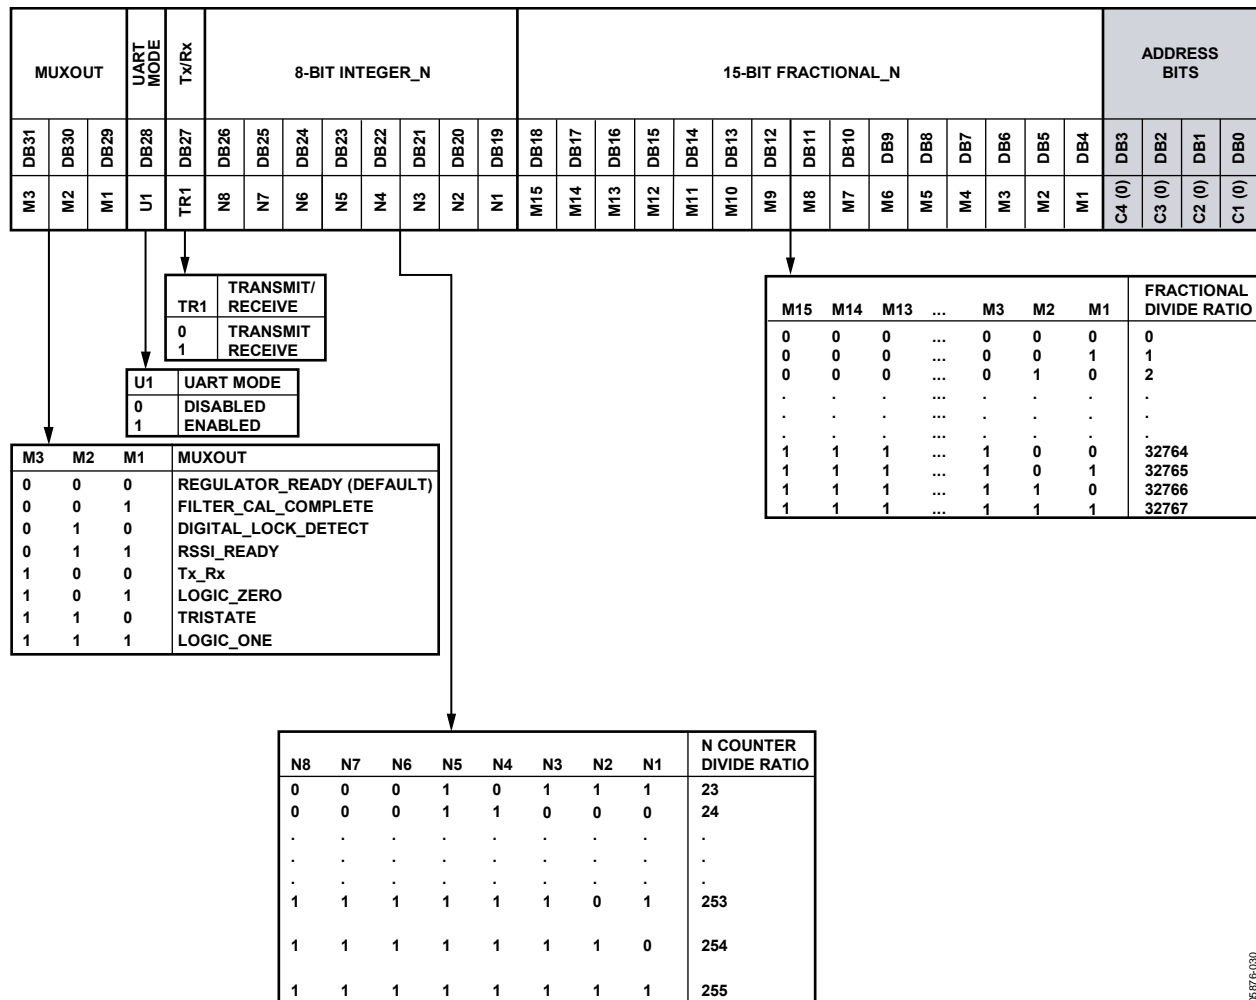 MUXOUT UART MODE Tx/Rx 8-BIT INTEGER_N 15-BIT FRACTIONAL_N ADDRESS BITS
DB31 DB30 DB29 DB28 DB27 DB26 DB25 DB24 DB23 DB22 DB21 DB20 DB19 DB18 DB17 DB16 DB15 DB14 DB13 DB12 DB11 DB10 DB9 DB8 DB7 DB6 DB5 DB4 DB3 DB2 DB1 DB0
M3 M2 M1 U1 TR1 N8 N7 N6 N5 N4 N3 N2 N1 M15 M14 M13 M12 M11 M10 M9 M8 M7 M6 M5 M4 M3 M2 M1 C4 (0) C3 (0) C2 (0) C1 (0)
TR1 TRANSMIT/ RECEIVE
0 TRANSMIT
1 RECEIVE
U1 UART MODE
0 DISABLED
1 ENABLED
M3 M2 M1 MUXOUT
0 0 0 REGULATOR_READY (DEFAULT)
0 0 1 FILTER_CAL_COMPLETE
0 1 0 DIGITAL_LOCK_DETECT
0 1 1 RSSI_READY
1 0 0 Tx_Rx
1 0 1 LOGIC_ZERO
1 1 0 TRISTATE
1 1 1 LOGIC_ONE
M15 M14 M13 ... M3 M2 M1 FRACTIONAL DIVIDE RATIO
0 0 0 ... 0 0 0 0
0 0 0 ... 0 0 1 1
0 0 0 ... 0 1 0 2
. . . ... . . . .
. . . ... . . . .
. . . ... . . . .
1 1 1 ... 1 0 0 32764
1 1 1 ... 1 0 1 32765
1 1 1 ... 1 1 0 32766
1 1 1 ... 1 1 1 32767
N8 N7 N6 N5 N4 N3 N2 N1 N COUNTER DIVIDE RATIO
0 0 0 1 0 1 1 1 23
0 0 0 1 1 0 0 0 24
. . . . . . . . .
. . . . . . . . .
. . . . . . . . .
1 1 1 1 1 1 0 1 253
1 1 1 1 1 1 1 0 254
1 1 1 1 1 1 1 1 255